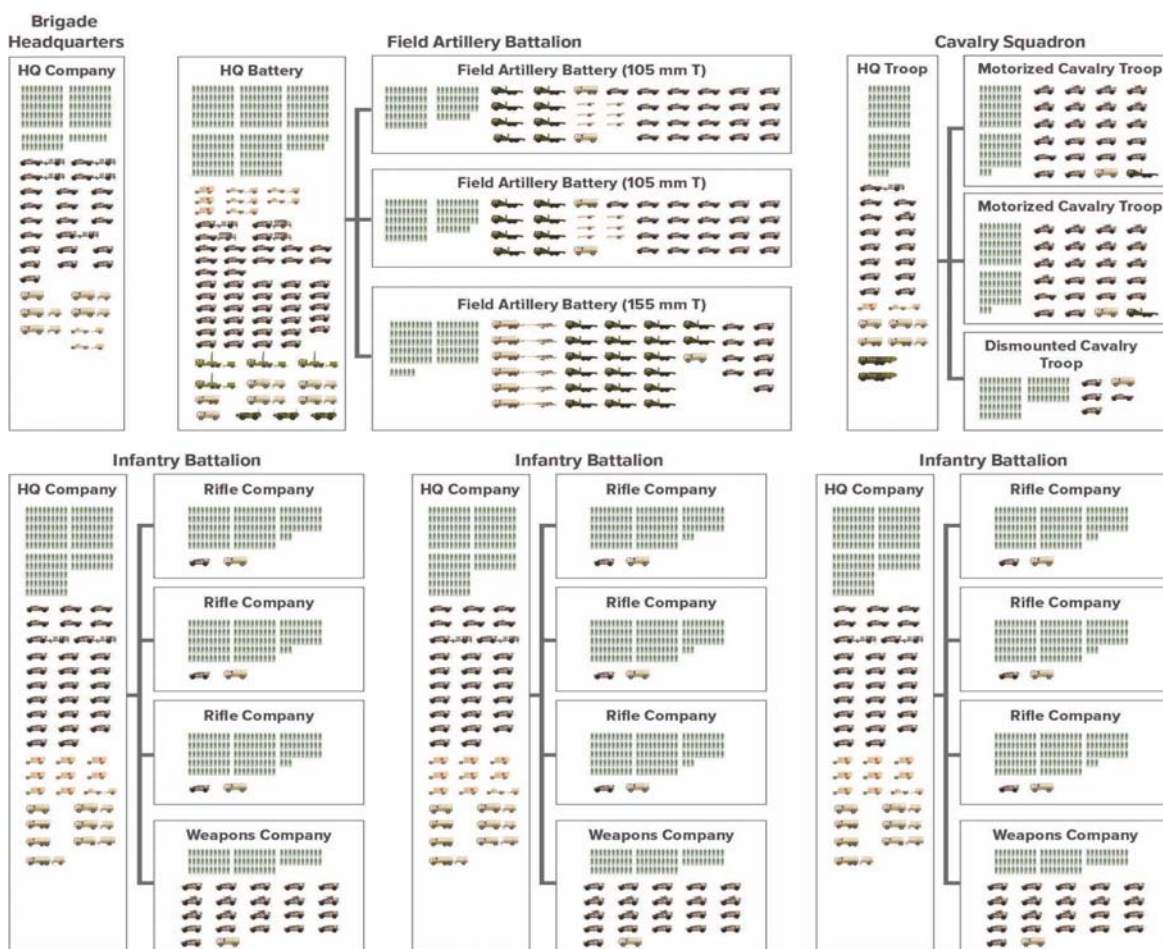 Brigade
Headquarters
HQ Company
Field Artillery Battalion
HQ Battery
Field Artillery Battery (105 mm T)
Field Artillery Battery (105 mm T)
Field Artillery Battery (155 mm T)
Cavalry Squadron
HQ Troop
Motorized Cavalry Troop
Motorized Cavalry Troop
Dismounted Cavalry
Troop
Infantry Battalion
HQ Company
Rifle Company
Rifle Company
Rifle Company
Weapons Company
Infantry Battalion
HQ Company
Rifle Company
Rifle Company
Rifle Company
Weapons Company
Infantry Battalion
HQ Company
Rifle Company
Rifle Company
Rifle Company
Weapons Company